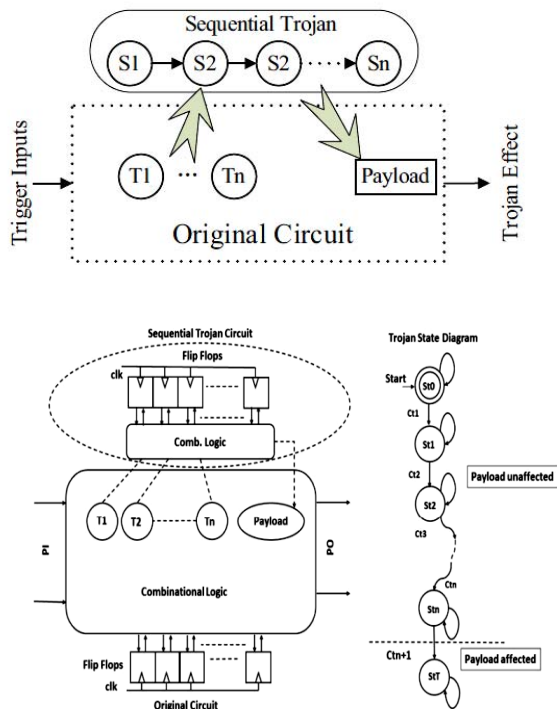 Sequential Trojan
S1 S2 S2 Sn
Trigger Inputs
T1 ... Tn
Payload
Original Circuit
Trojan Effect
Sequential Trojan Circuit
Flip Flops
clk
Comb. Logic
T1 T2 Tn Payload
PI
PO
Combinational Logic
Flip Flops
clk
Original Circuit
Trojan State Diagram
Start
St0
Ct1
St1
Ct2
Payload unaffected
St2
Ct3
Ctn
Stn
Ctn+1
Payload affected
StT